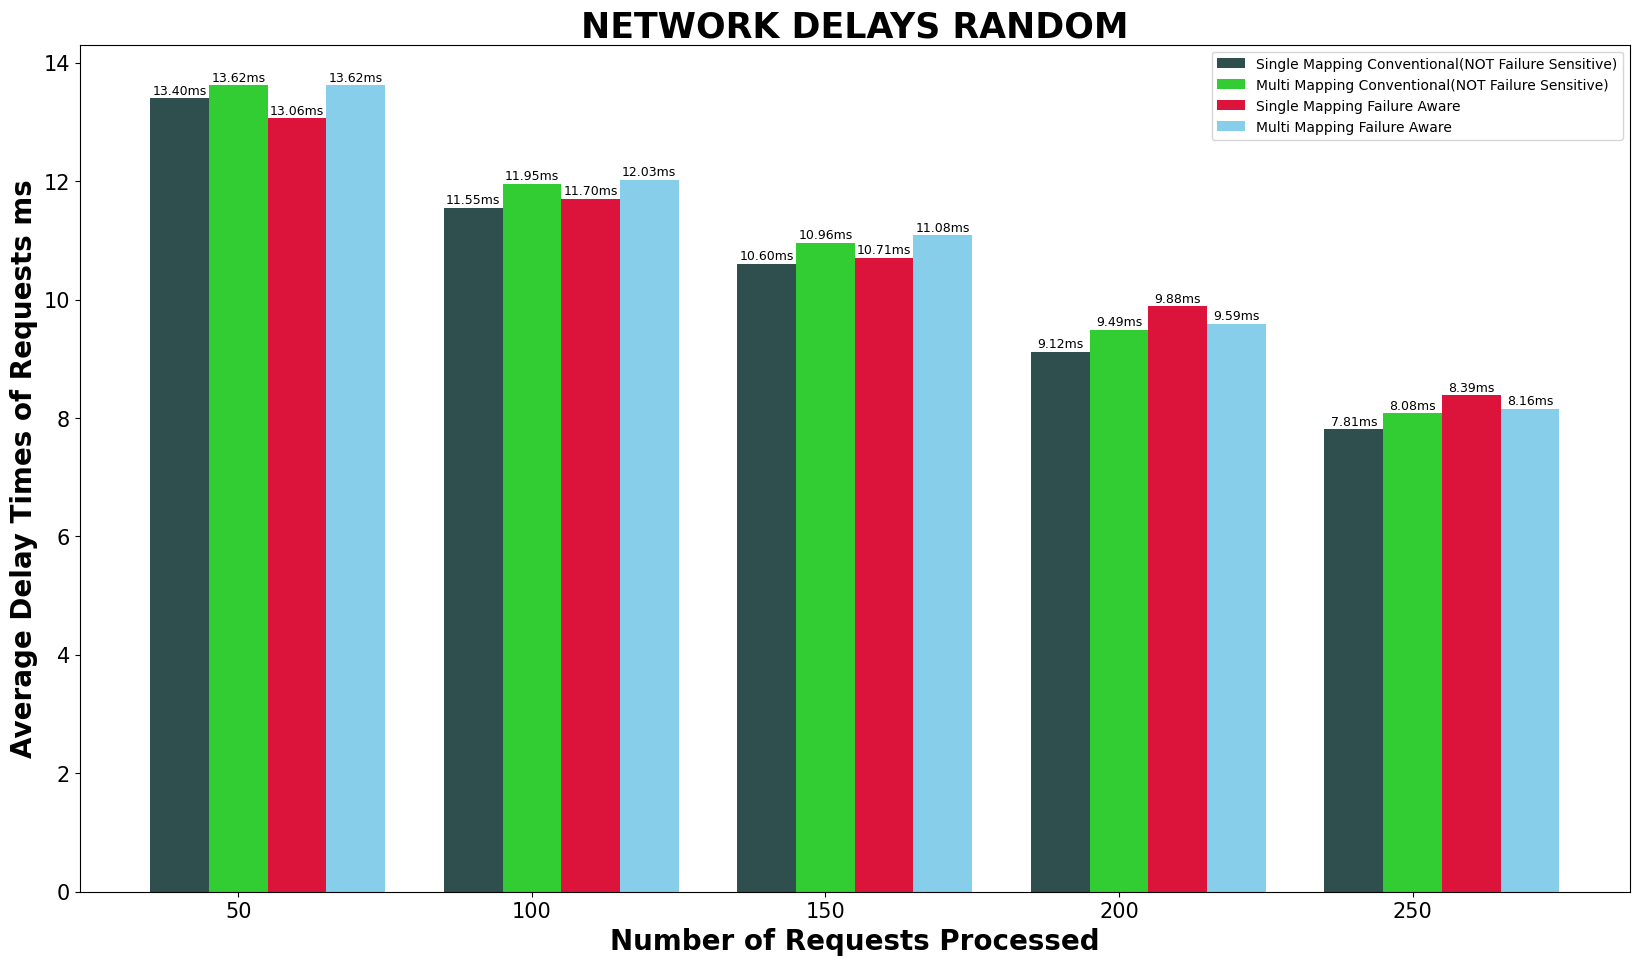 NETWORK DELAYS RANDOM
Single Mapping Conventional(NOT Failure Sensitive)
Multi Mapping Conventional(NOT Failure Sensitive)
Single Mapping Failure Aware
Multi Mapping Failure Aware
Average Delay Times of Requests ms
14
12
10
8
6
4
2
0
13.40ms
13.62ms
13.06ms
13.62ms
11.55ms
11.95ms
11.70ms
12.03ms
10.60ms
10.96ms
10.71ms
11.08ms
9.12ms
9.49ms
9.88ms
9.59ms
7.81ms
8.08ms
8.39ms
8.16ms
50
100
150
200
250
Number of Requests Processed